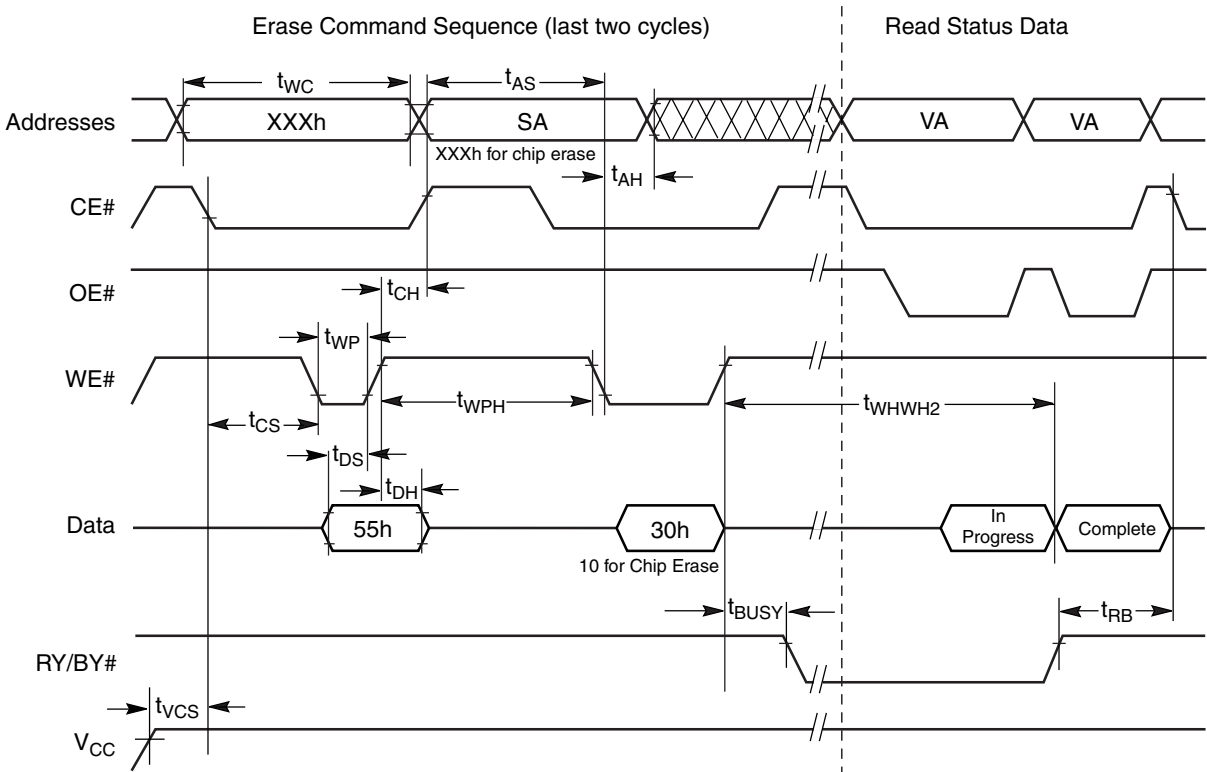 Erase Command Sequence (last two cycles)
Read Status Data
tWC
tAS
Addresses
XXXh
SA
VA
VA
XXXh for chip erase
tAH
CE#
OE#
tCH
tWP
WE#
tWPH
tWHWH2
tCS
tDS
tDH
Data
55h
30h
In
Progress
Complete
10 for Chip Erase
tBUSY
tRB
RY/BY#
tVCS
VCC